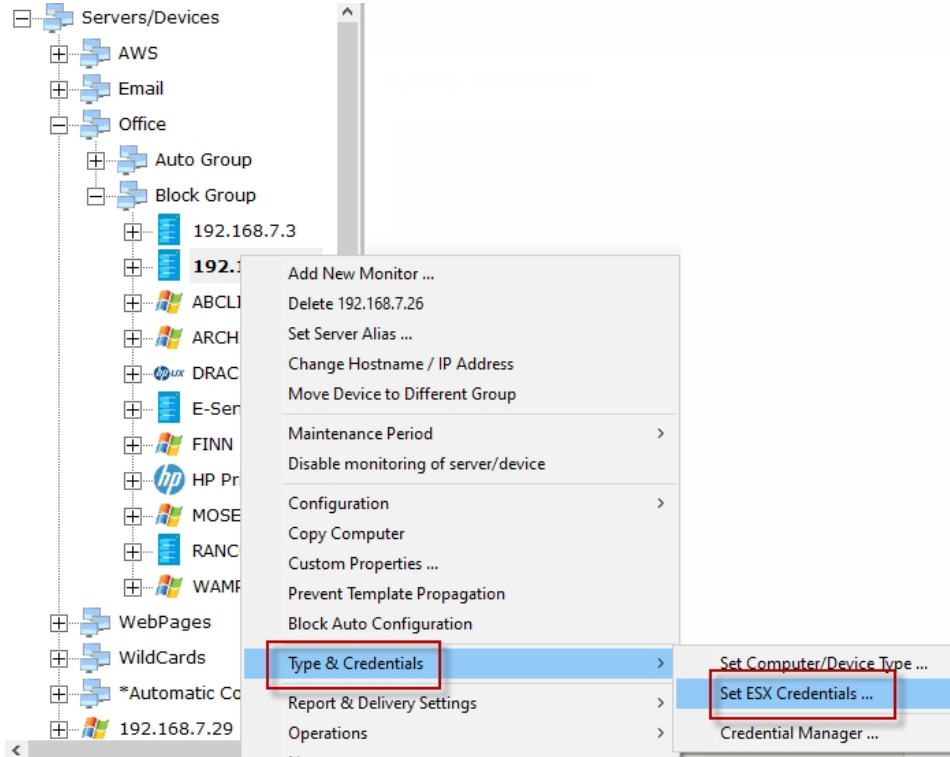 Servers/Devices
AWS
Email
Office
Auto Group
Block Group
192.168.7.3
Add New Monitor ...
Delete 192.168.7.26
ABCLI
Set Server Alias ...
ARCH
Change Hostname / IP Address
DRAC
Move Device to Different Group
E-Sen
Maintenance Period
FINN
Disable monitoring of server/device
HP Pr
Configuration
MOSE
Copy Computer
RANC
Custom Properties ...
WAMP
Prevent Template Propagation
WebPages
Block Auto Configuration
WildCards
Type & Credentials
Set Computer/Device Type ...
*Automatic Co
Set ESX Credentials ...
Report & Delivery Settings
192.168.7.29
Operations
Credential Manager ...